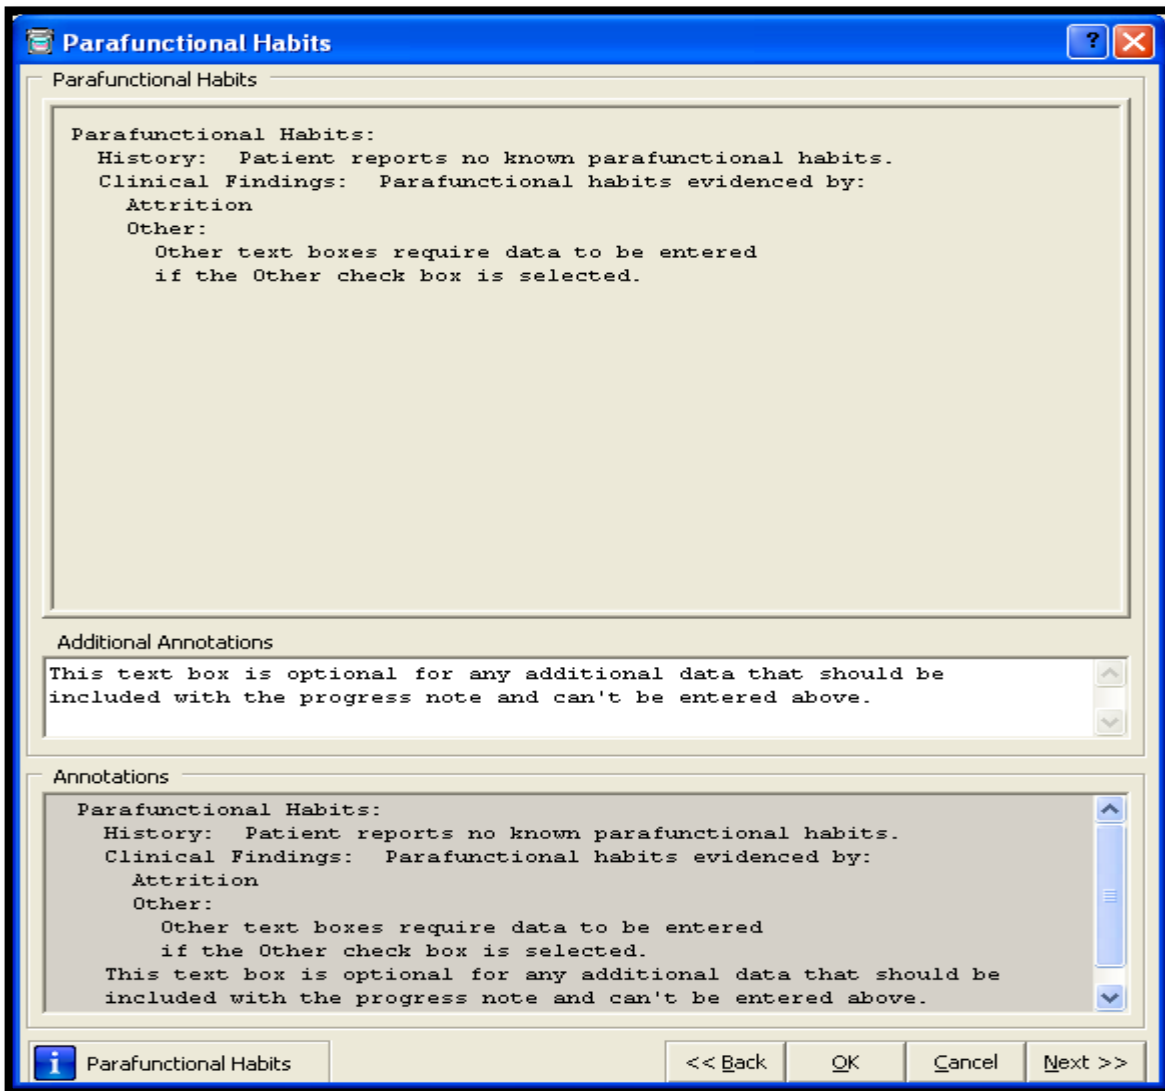 Parafunctional Habits
?
Parafunctional Habits
Parafunctional Habits:
History:  Patient reports no known parafunctional habits.
Clinical Findings:  Parafunctional habits evidenced by:
Attrition
Other:
Other text boxes require data to be entered
if the Other check box is selected.
Additional Annotations
This text box is optional for any additional data that should be
included with the progress note and can't be entered above.
Annotations
Parafunctional Habits:
History:  Patient reports no known parafunctional habits.
Clinical Findings:  Parafunctional habits evidenced by:
Attrition
Other:
Other text boxes require data to be entered
if the Other check box is selected.
This text box is optional for any additional data that should be
included with the progress note and can't be entered above.
i Parafunctional Habits << Back OK Cancel Next >>